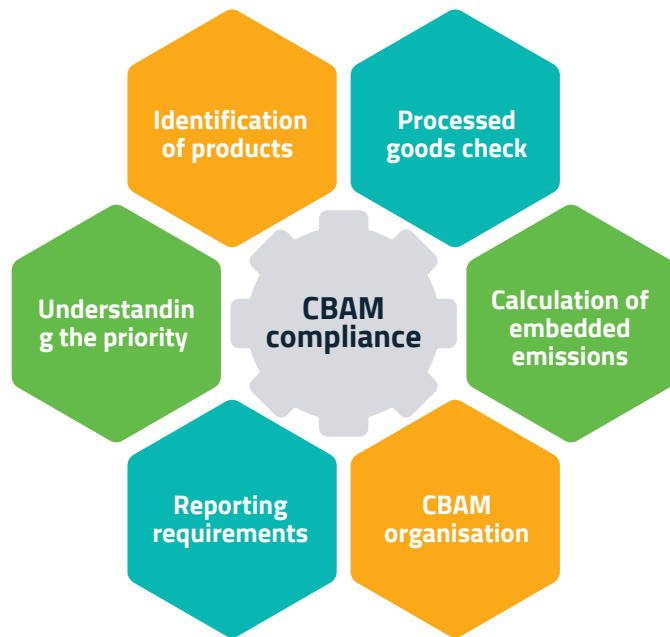 Identification
of products
Processed
goods check
Understandin
g the priority
CBAM
compliance
Calculation of
embedded
emissions
Reporting
requirements
CBAM
organisation